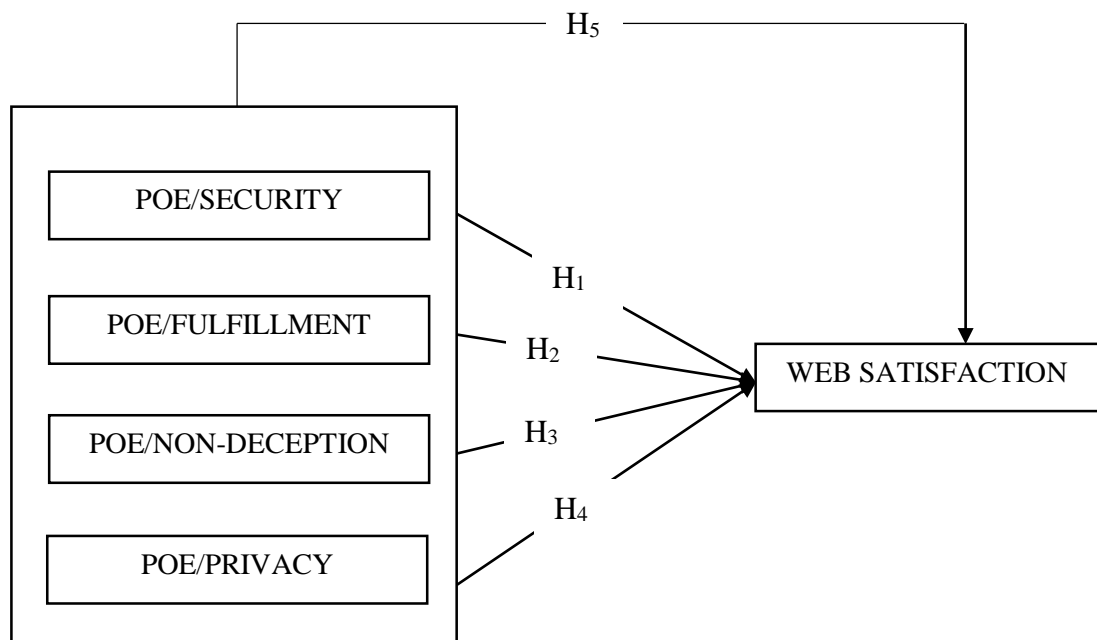 H₅
POE/SECURITY
H₁
POE/FULFILLMENT
H₂
WEB SATISFACTION
POE/NON-DECEPTION
H₃
H₄
POE/PRIVACY